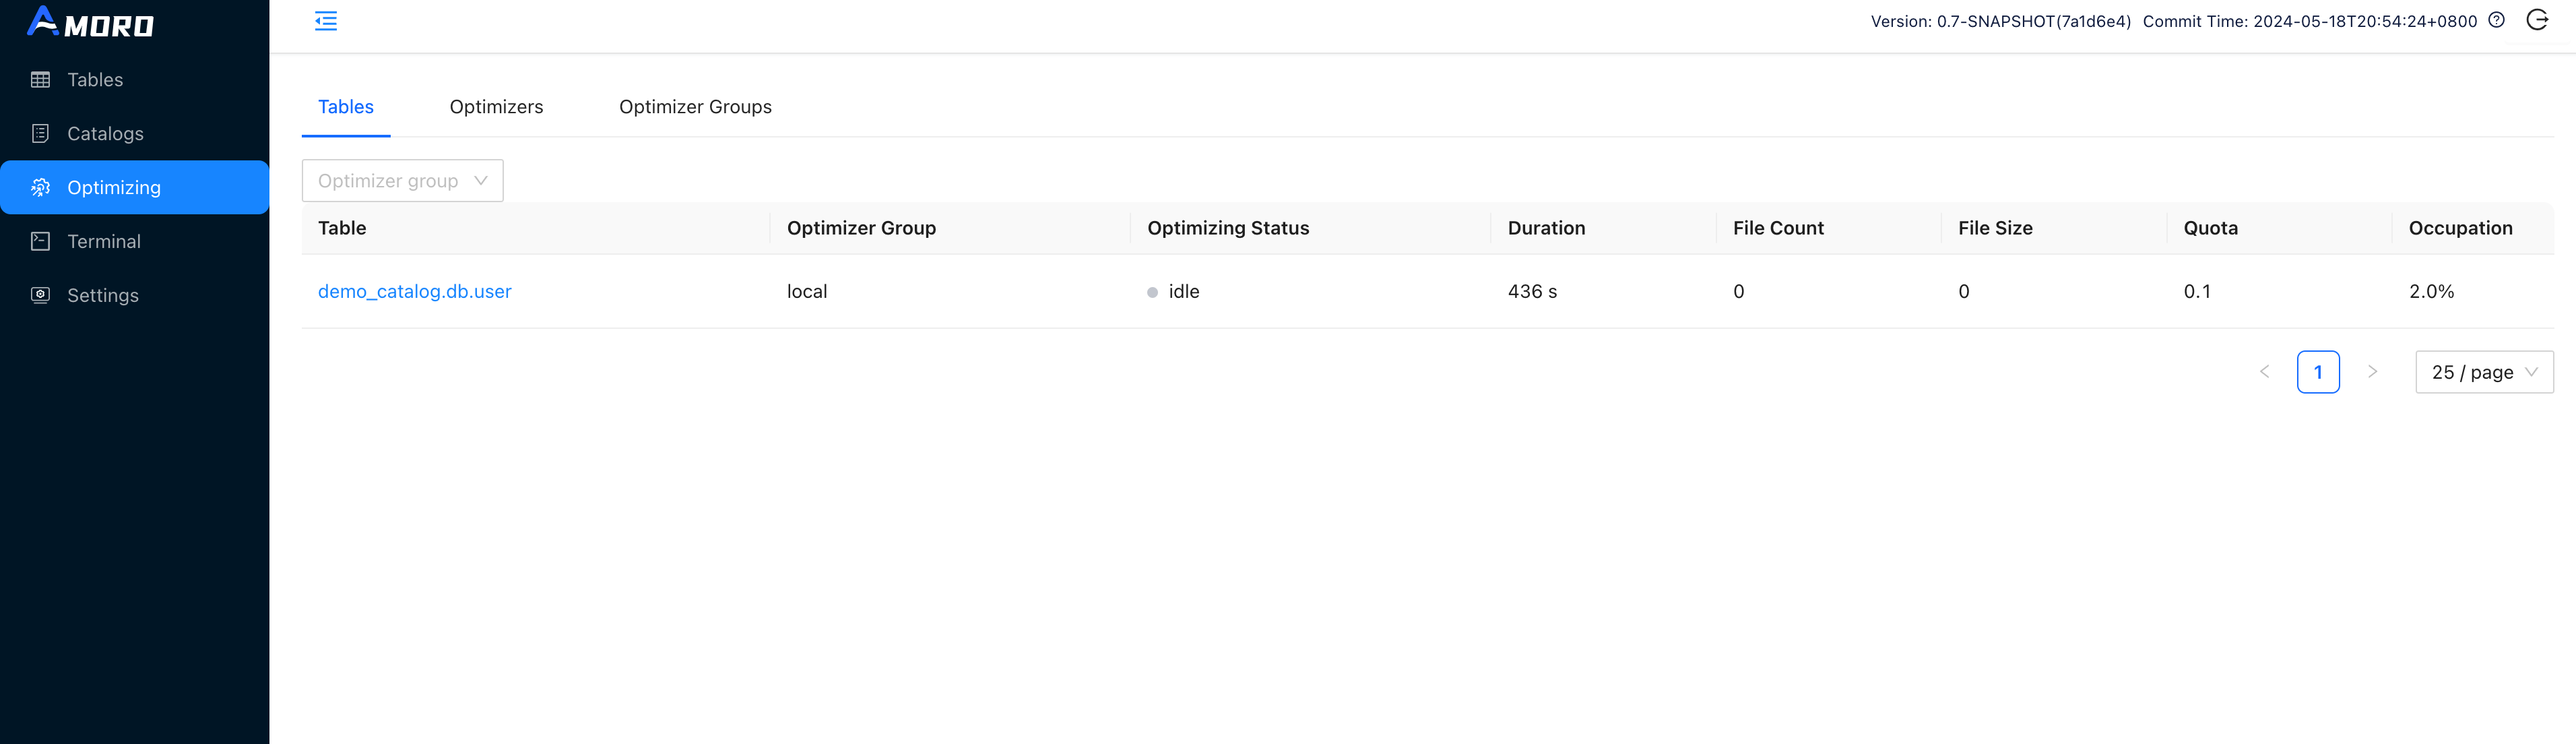 AMORO
Version: 0.7-SNAPSHOT(7a1d6e4) Commit Time: 2024-05-18T20:54:24+0800
Tables
Catalogs
Optimizing
Terminal
Settings
Tables Optimizers Optimizer Groups
Optimizer group
Table Optimizer Group Optimizing Status Duration File Count File Size Quota Occupation
demo_catalog.db.user local idle 436 s 0 0 0.1 2.0%
< 1 > 25 / page